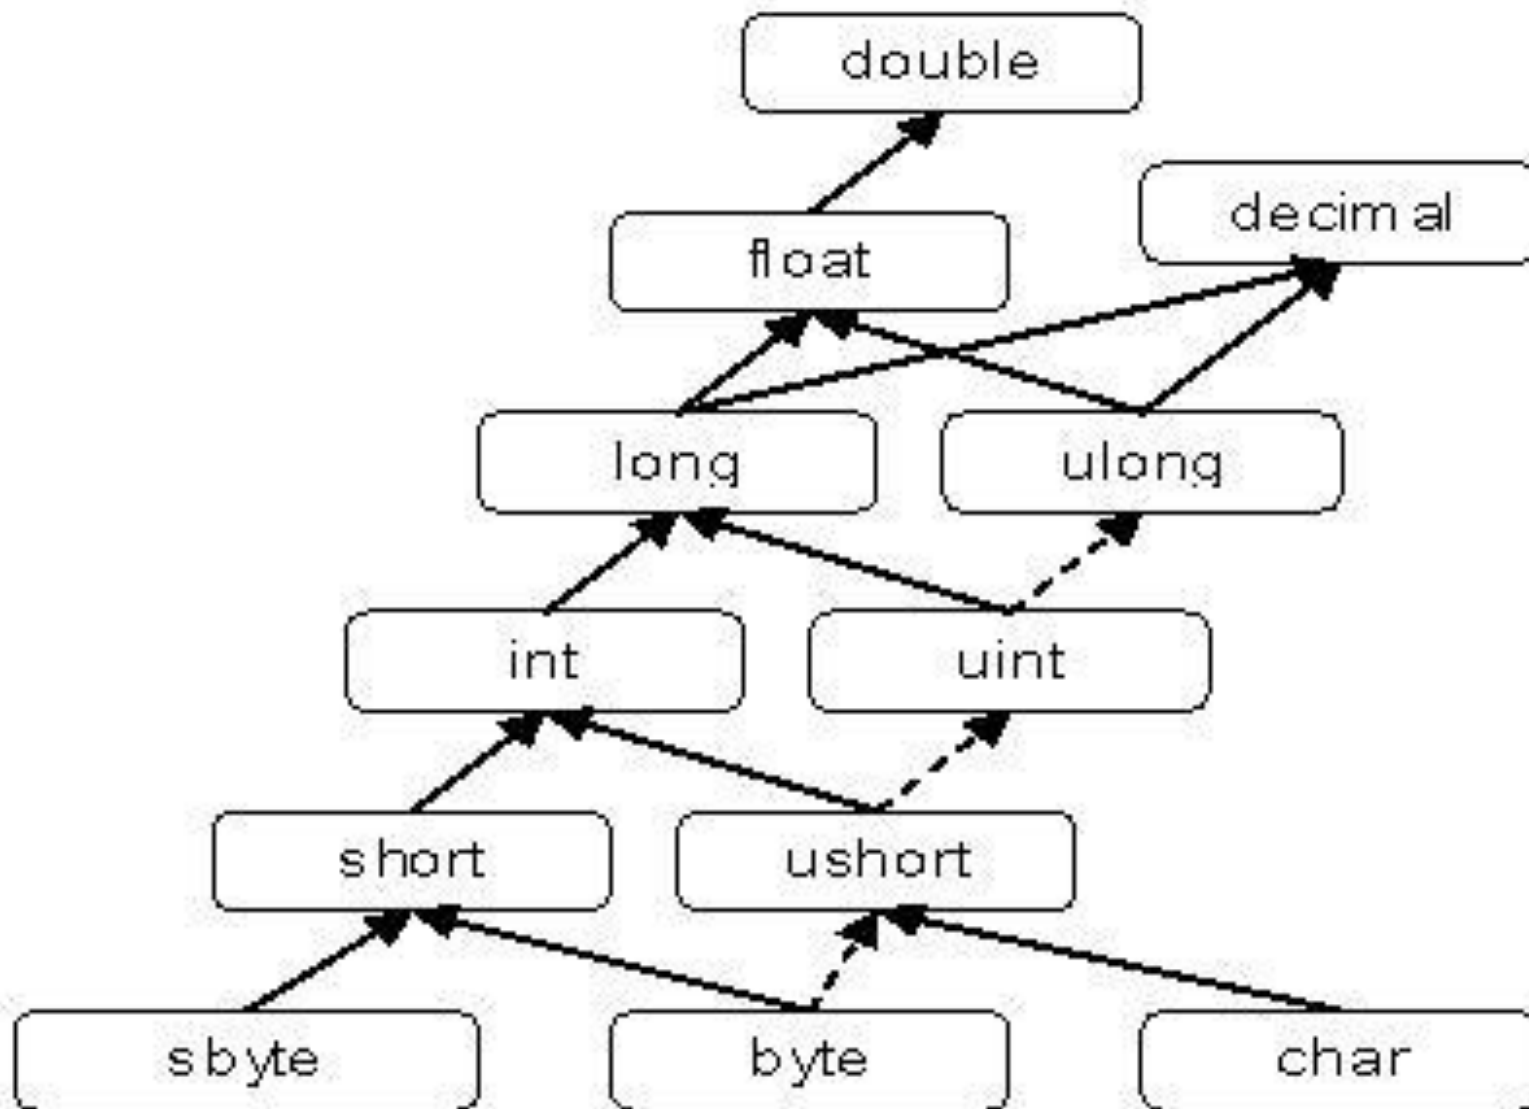 double
decimal
float
long
ulong
int
uint
short
ushort
sbyte
byte
char